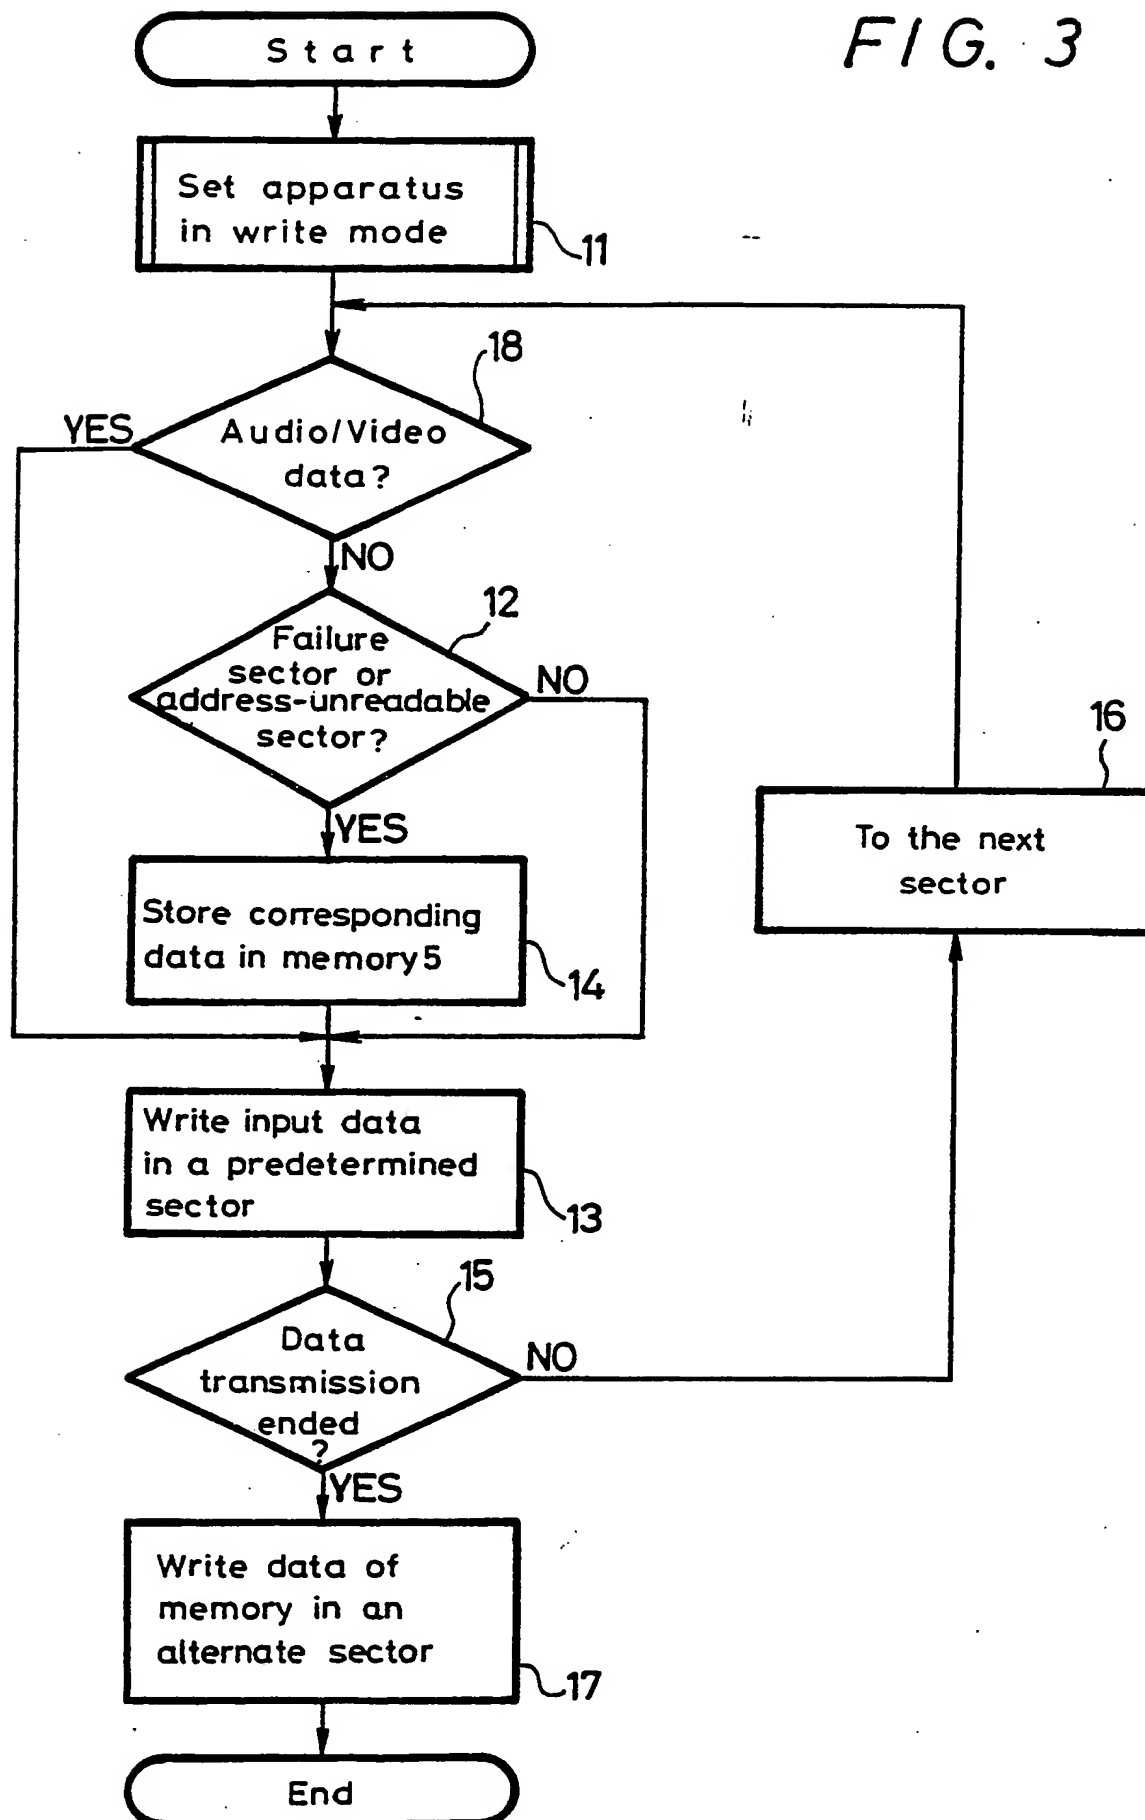 FIG. 3
Start
Set apparatus
in write mode
11
18
YES
Audio/Video
data?
NO
12
Failure
sector or
address-unreadable
sector?
NO
YES
16
To the next
sector
Store corresponding
data in memory 5
14
Write input data
in a predetermined
sector
13
15
Data
transmission
ended
?
NO
YES
Write data of
memory in an
alternate sector
17
End